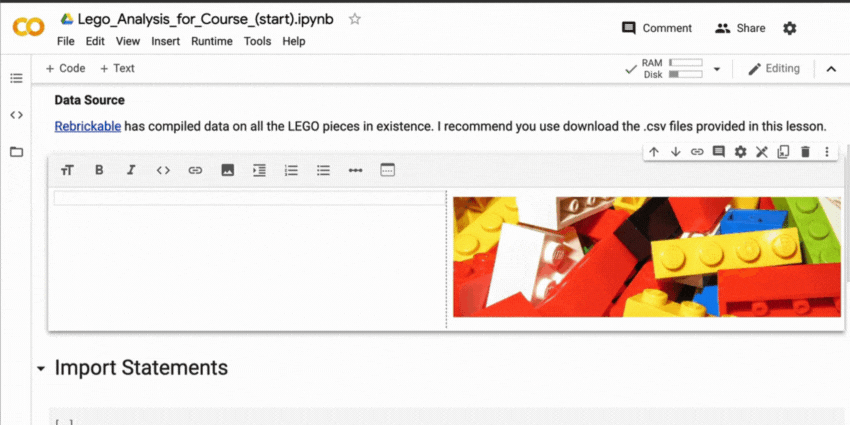 Lego_Analysis_for_Course_(start).ipynb
File Edit View Insert Runtime Tools Help
Comment
Share
+ Code + Text
RAM
Disk
Editing
Data Source
Rebrickable has compiled data on all the LEGO pieces in existence. I recommend you use download the .csv files provided in this lesson.
B I
Import Statements
[ ]